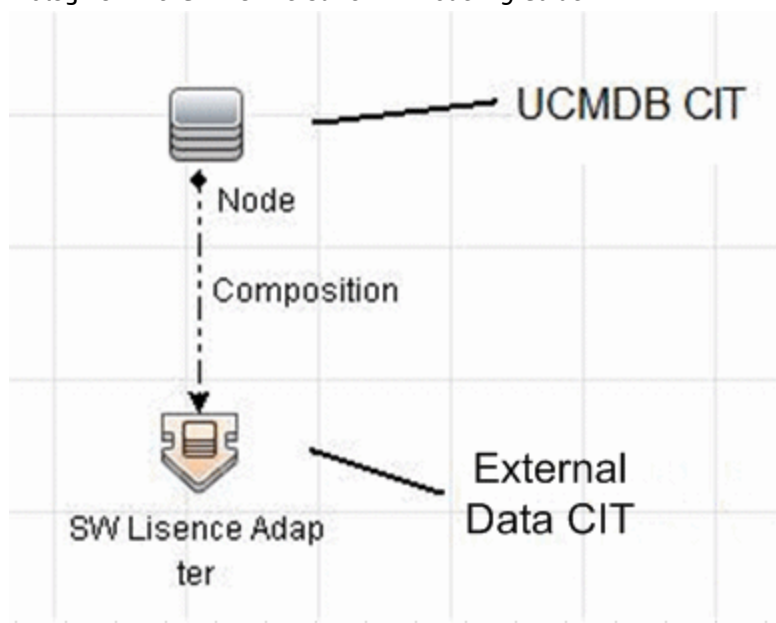 UCMDB CIT
Node
Composition
External
Data CIT
SW Lisence Adap
ter